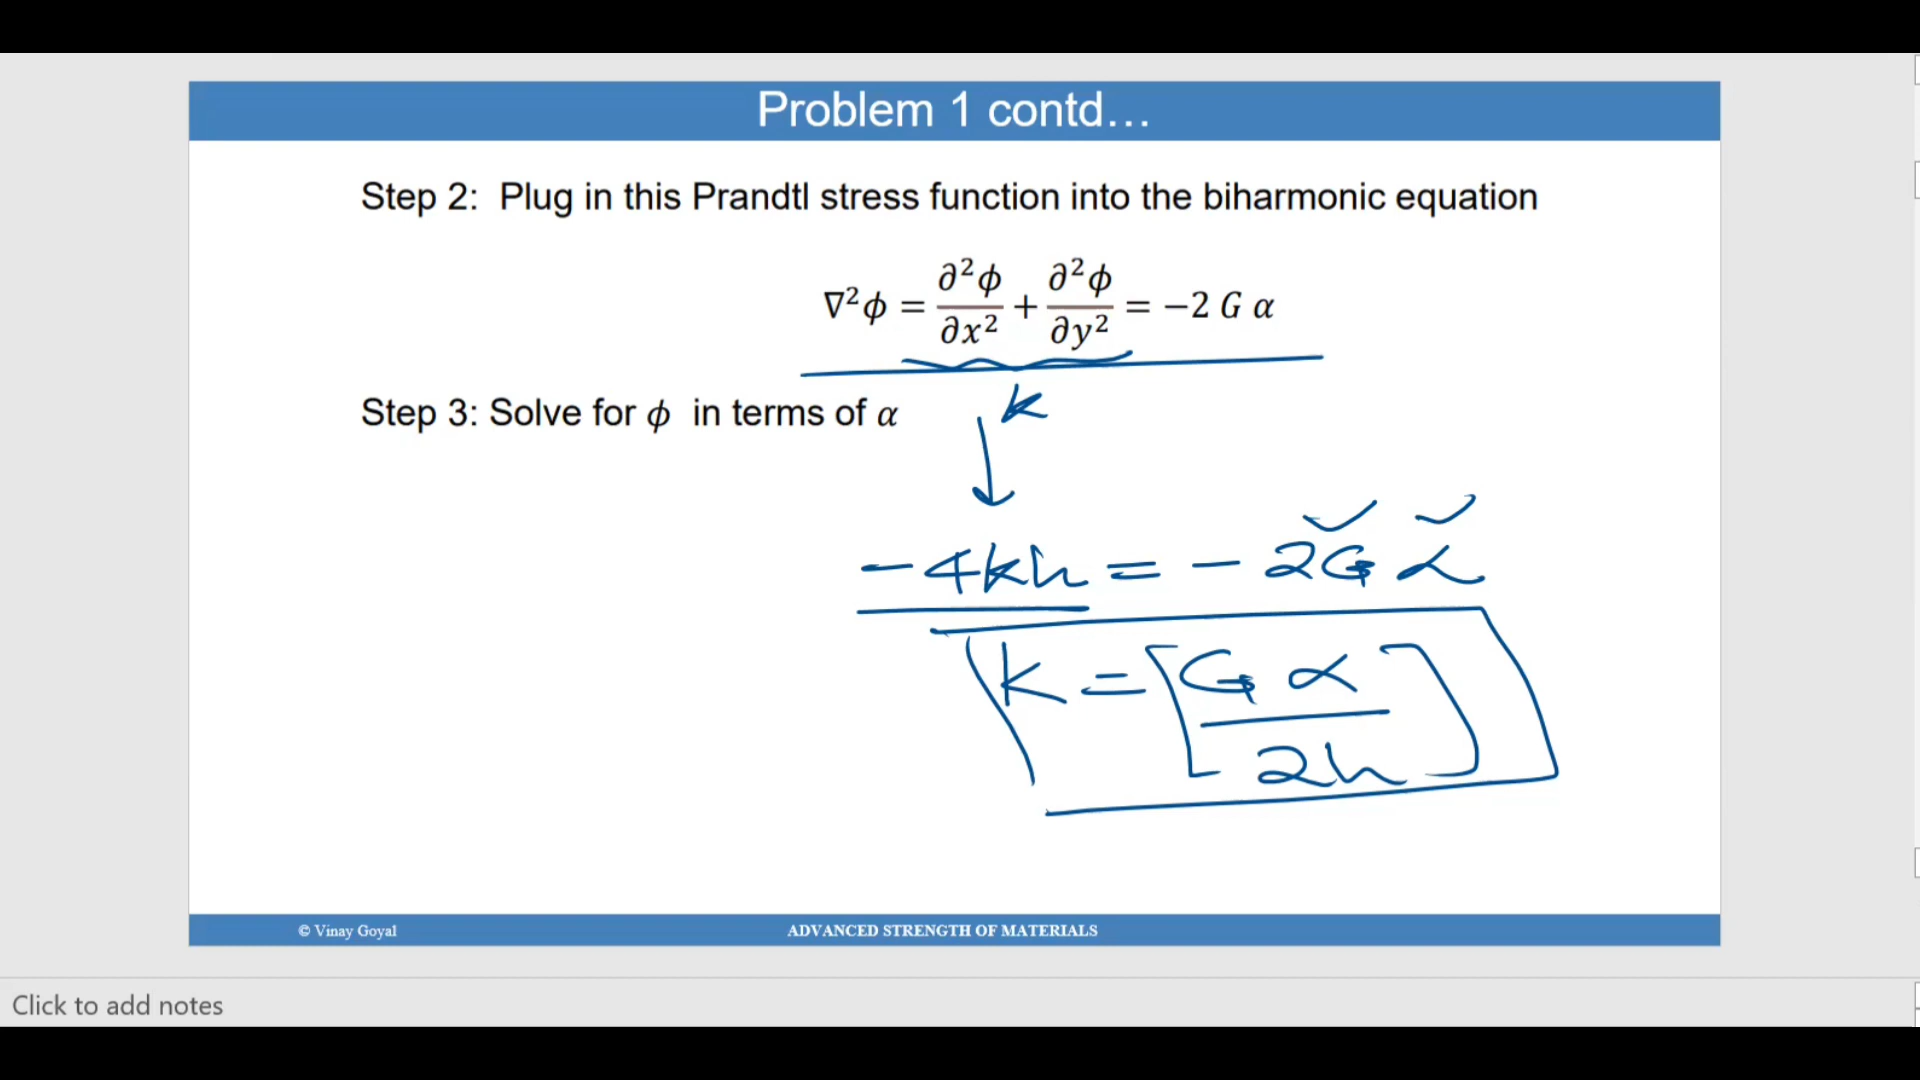 Problem 1 contd...
Step 2: Plug in this Prandtl stress function into the biharmonic equation
∇²ϕ = ∂²ϕ/∂x² + ∂²ϕ/∂y² = −2 G α
k
Step 3: Solve for ϕ in terms of α
−4kh = −2Gα
k = [Gα/2h]
© Vinay Goyal
ADVANCED STRENGTH OF MATERIALS
Click to add notes